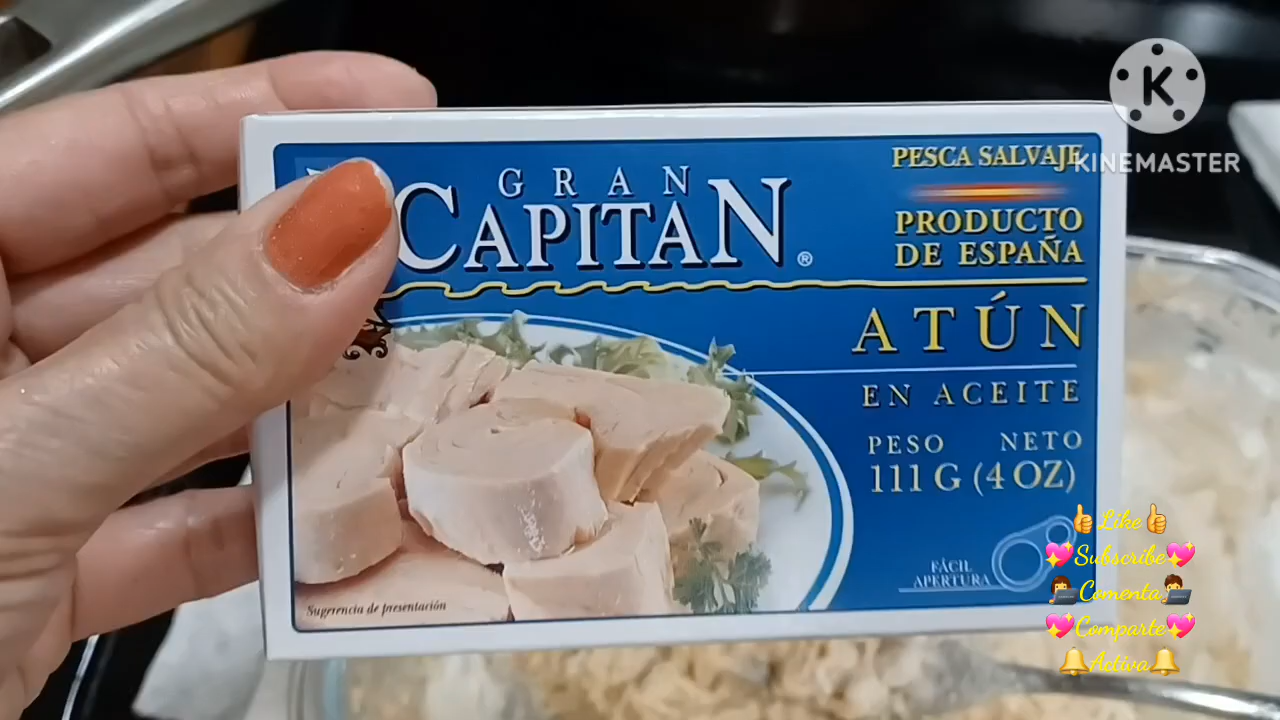 GRAN
CAPITAN®
PESCA SALVAJE
PRODUCTO
DE ESPAÑA
ATÚN
EN ACEITE
PESO NETO
111 G (4 OZ)
FÁCIL
APERTURA
Sugerencia de presentación
K
KINEMASTER
👍Like👍
💖Subscribe💖
👩‍💻Comenta👩‍💻
💖Comparte💖
🔔Activa🔔